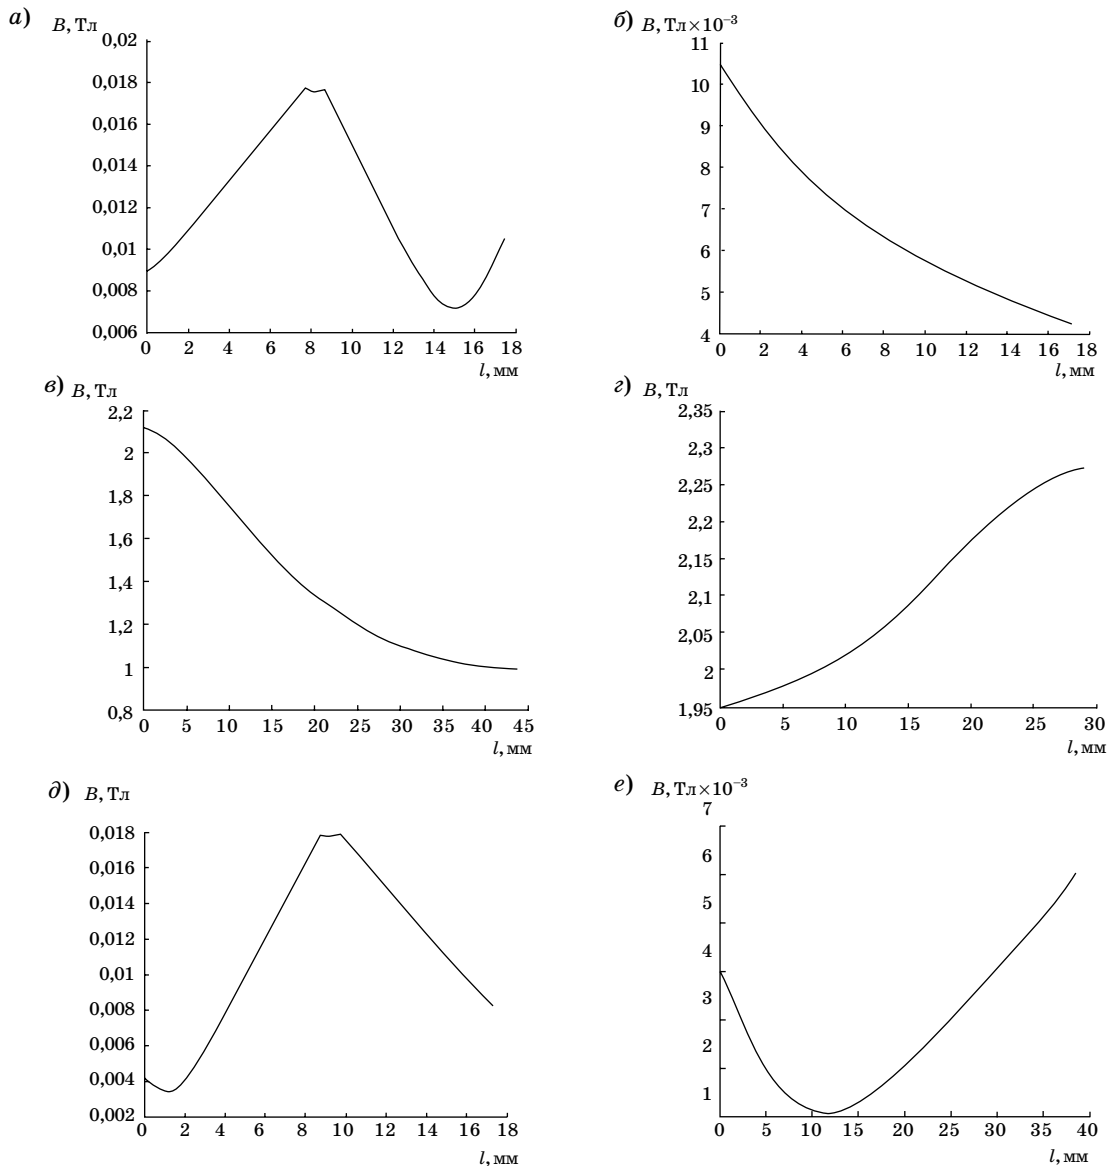 а) B, Тл
0,02
0,018
0,016
0,014
0,012
0,01
0,008
0,006
0 2 4 6 8 10 12 14 16 18
l, мм
б) B, Тл×10⁻³
11
10
9
8
7
6
5
4
0 2 4 6 8 10 12 14 16 18
l, мм
в) B, Тл
2,2
2
1,8
1,6
1,4
1,2
1
0,8
0 5 10 15 20 25 30 35 40 45
l, мм
г) B, Тл
2,35
2,3
2,25
2,2
2,15
2,1
2,05
2
1,95
0 5 10 15 20 25 30
l, мм
д) B, Тл
0,018
0,016
0,014
0,012
0,01
0,008
0,006
0,004
0,002
0 2 4 6 8 10 12 14 16 18
l, мм
е) B, Тл×10⁻³
7
6
5
4
3
2
1
0 5 10 15 20 25 30 35 40
l, мм